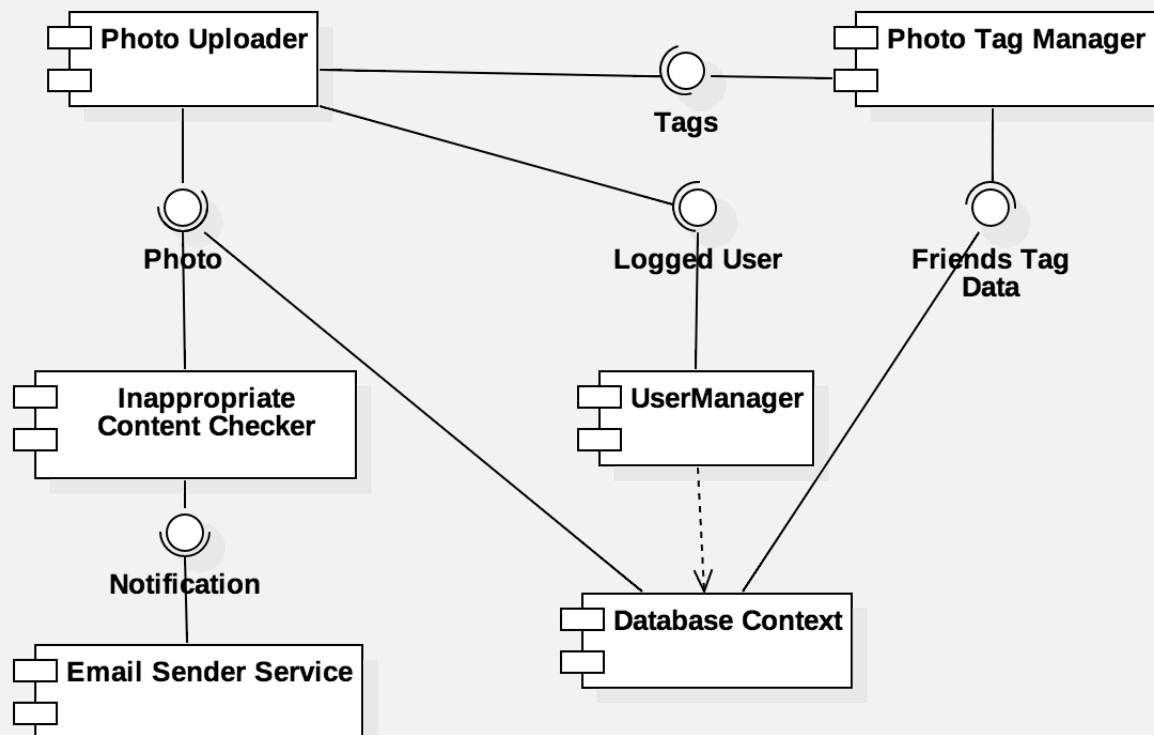 Photo Uploader
Photo Tag Manager
Tags
Photo
Logged User
Friends Tag
Data
Inappropriate
Content Checker
UserManager
Notification
Database Context
Email Sender Service